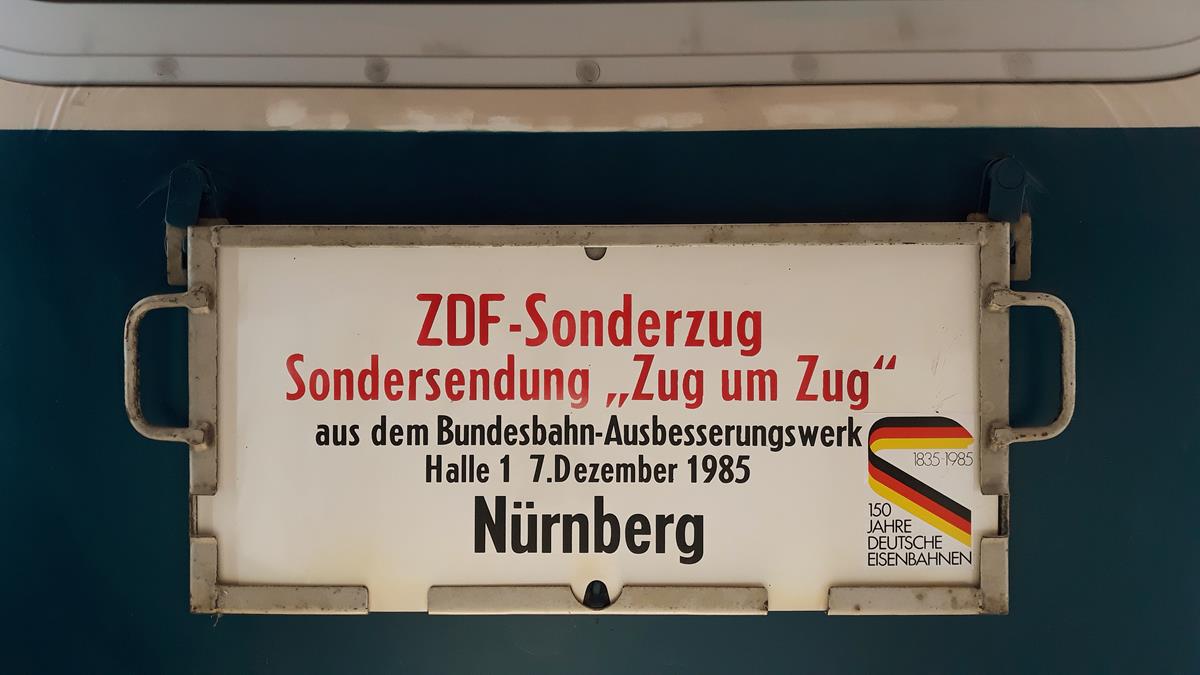 ZDF-Sonderzug
Sondersendung „Zug um Zug“
aus dem Bundesbahn-Ausbesserungswerk
Halle 1 7.Dezember 1985
Nürnberg
1835-1985
150
JAHRE
DEUTSCHE
EISENBAHNEN